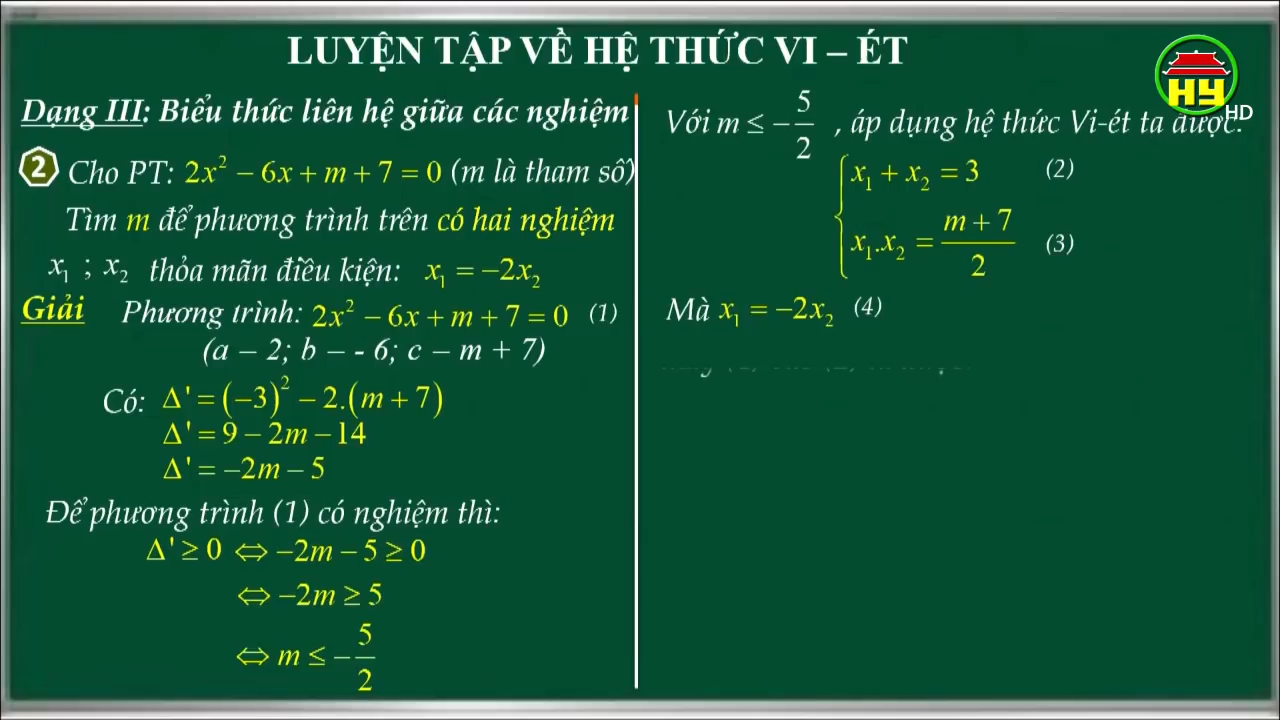 LUYỆN TẬP VỀ HỆ THỨC VI – ÉT
HY HD
Dạng III: Biểu thức liên hệ giữa các nghiệm
2 Cho PT: 2x² − 6x + m + 7 = 0 (m là tham số)
Tìm m để phương trình trên có hai nghiệm
x₁ ; x₂ thỏa mãn điều kiện: x₁ = −2x₂
Giải Phương trình: 2x² − 6x + m + 7 = 0 (1)
(a – 2; b – - 6; c – m + 7)
Có: Δ' = (−3)² − 2.(m + 7)
Δ' = 9 − 2m − 14
Δ' = −2m − 5
Để phương trình (1) có nghiệm thì:
Δ' ≥ 0 ⇔ −2m − 5 ≥ 0
⇔ −2m ≥ 5
⇔ m ≤ −5/2
Với m ≤ −5/2 , áp dụng hệ thức Vi-ét ta được:
x₁ + x₂ = 3 (2)
x₁.x₂ = (m + 7)/2 (3)
Mà x₁ = −2x₂ (4)